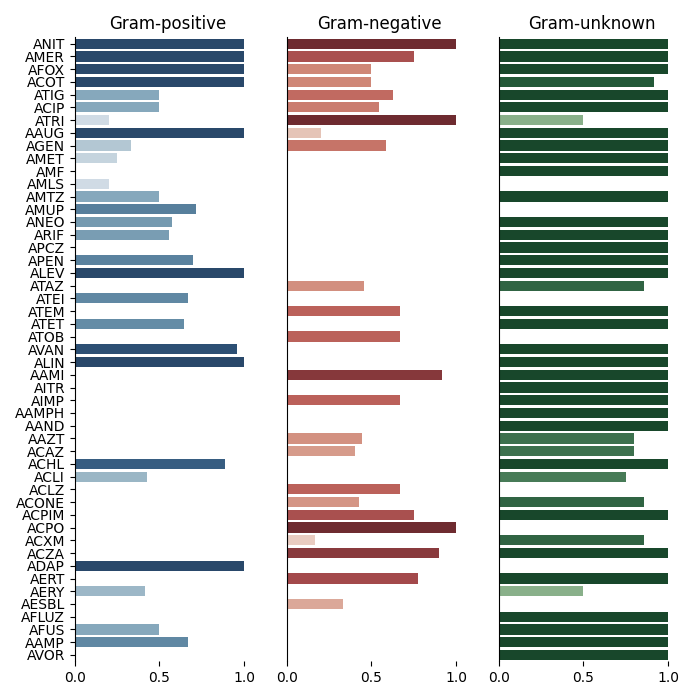 Gram-positive Gram-negative Gram-unknown
ANIT
AMER
AFOX
ACOT
ATIG
ACIP
ATRI
AAUG
AGEN
AMET
AMF
AMLS
AMTZ
AMUP
ANEO
ARIF
APCZ
APEN
ALEV
ATAZ
ATEI
ATEM
ATET
ATOB
AVAN
ALIN
AAMI
AITR
AIMP
AAMPH
AAND
AAZT
ACAZ
ACHL
ACLI
ACLZ
ACONE
ACPIM
ACPO
ACXM
ACZA
ADAP
AERT
AERY
AESBL
AFLUZ
AFUS
AAMP
AVOR
0.0 0.5 1.0 0.0 0.5 1.0 0.0 0.5 1.0